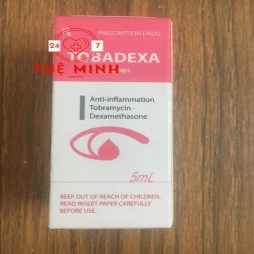 PRESCRIPTION DRUG
24 7
TUỆ MINH
TOBADEXA
Anti-inflammation
Tobramycin -
Dexamethasone
5mL
KEEP OUT OF REACH OF CHILDREN.
READ INSERT PAPER CAREFULLY
BEFORE USE.